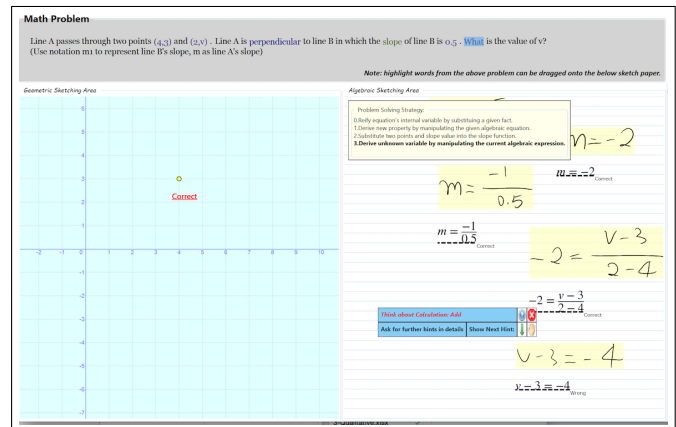 Math Problem
Line A passes through two points (4,3) and (2,v) . Line A is perpendicular to line B in which the slope of line B is 0.5 . What is the value of v?
(Use notation m1 to represent line B's slope, m as line A's slope)
Note: highlight words from the above problem can be dragged onto the below sketch paper.
Geometric Sketching Area
Algebraic Sketching Area
Problem Solving Strategy:
0.Reify equation's internal variable by substituing a given fact.
1.Derive new property by manipulating the given algebraic equation.
2.Substitute two points and slope value into the slope function.
3.Derive unknown variable by manipulating the current algebraic expression.
= -2
m = -2
Correct
m = -1/0.5
m = -1/0.5
Correct
-2 = v-3/2-4
-2 = v-3/2-4
Correct
Think about Calculation: Add
Ask for further hints in details
Show Next Hint:
v-3 = -4
v-3 = -4
Wrong
Correct
6
5
4
3
2
1
-2 -1 0 1 2 3 4 5 6 7 8 9 10
-1
-2
-3
-4
-5
-6
-7